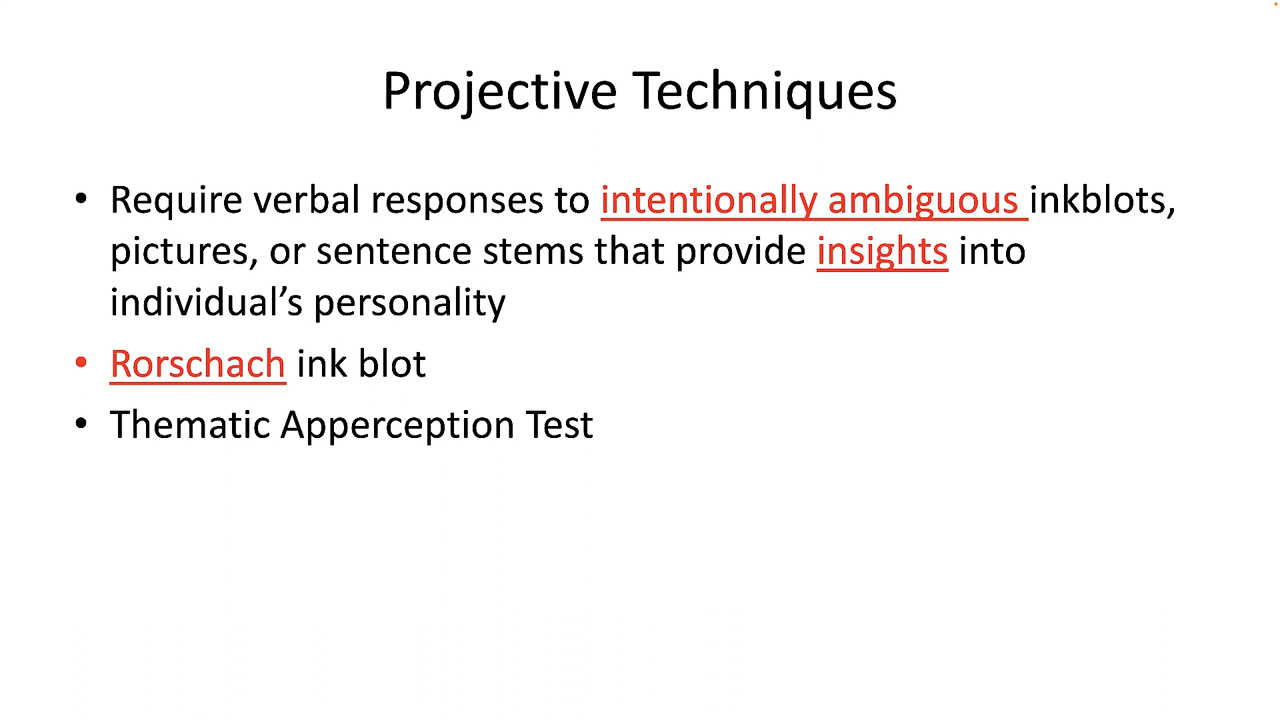 Projective Techniques
• Require verbal responses to intentionally ambiguous inkblots,
pictures, or sentence stems that provide insights into
individual’s personality
• Rorschach ink blot
• Thematic Apperception Test